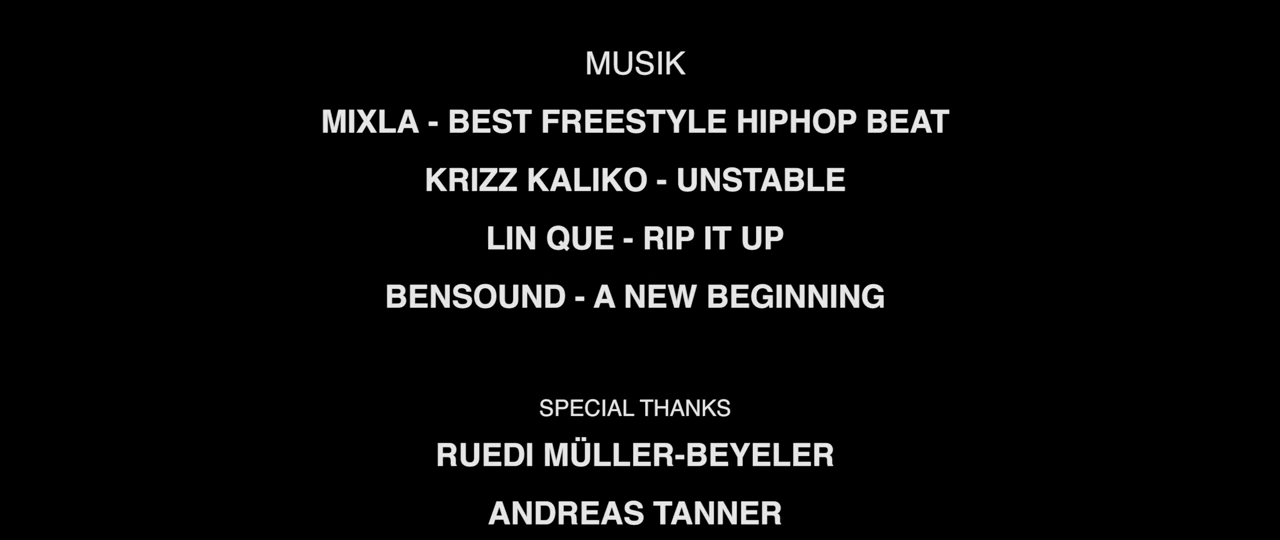 MUSIK
MIXLA - BEST FREESTYLE HIPHOP BEAT
KRIZZ KALIKO - UNSTABLE
LIN QUE - RIP IT UP
BENSOUND - A NEW BEGINNING
SPECIAL THANKS
RUEDI MÜLLER-BEYELER
ANDREAS TANNER